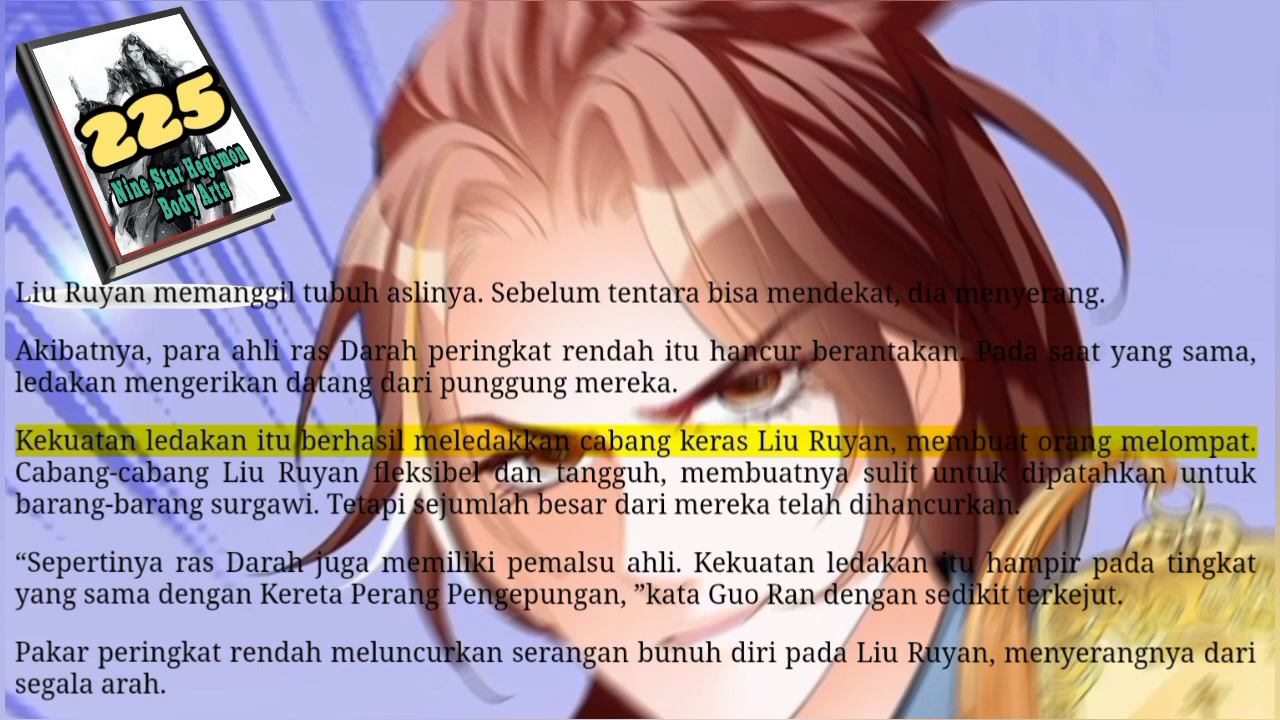 225
Nine Star Hegemon
Body Arts
Liu Ruyan memanggil tubuh aslinya. Sebelum tentara bisa mendekat, dia menyerang.
Akibatnya, para ahli ras Darah peringkat rendah itu hancur berantakan. Pada saat yang sama,
ledakan mengerikan datang dari punggung mereka.
Kekuatan ledakan itu berhasil meledakkan cabang keras Liu Ruyan, membuat orang melompat.
Cabang-cabang Liu Ruyan fleksibel dan tangguh, membuatnya sulit untuk dipatahkan untuk
barang-barang surgawi. Tetapi sejumlah besar dari mereka telah dihancurkan.
“Sepertinya ras Darah juga memiliki pemalsu ahli. Kekuatan ledakan itu hampir pada tingkat
yang sama dengan Kereta Perang Pengepungan, ”kata Guo Ran dengan sedikit terkejut.
Pakar peringkat rendah meluncurkan serangan bunuh diri pada Liu Ruyan, menyerangnya dari
segala arah.